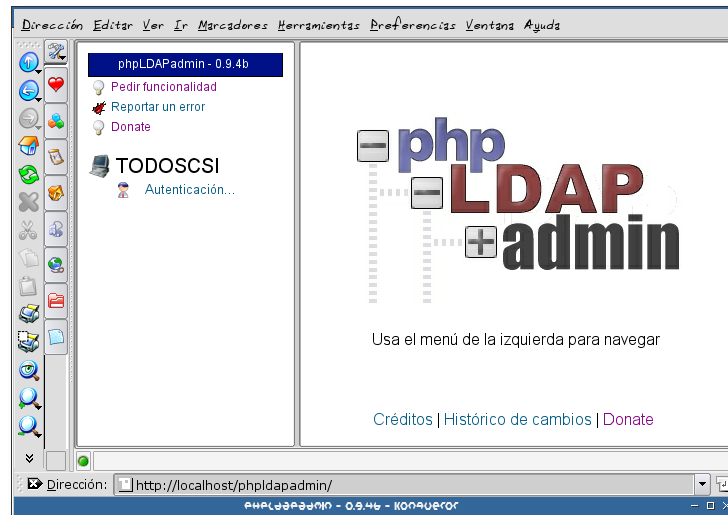 Dirección Editar Ver Ir Marcadores Herramientas Preferencias Ventana Ayuda
phpLDAPadmin - 0.9.4b
Pedir funcionalidad
Reportar un error
Donate
TODOSCSI
Autenticación...
php
LDAP
admin
Usa el menú de la izquierda para navegar
Créditos | Histórico de cambios | Donate
Dirección: http://localhost/phpldapadmin/
phpLDAPadmin - 0.9.4b - Konqueror